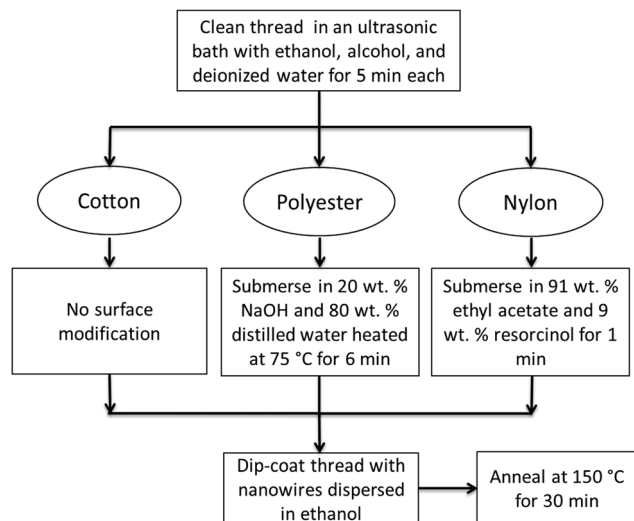 Clean thread in an ultrasonic
bath with ethanol, alcohol, and
deionized water for 5 min each
Cotton
Polyester
Nylon
No surface
modification
Submerse in 20 wt. %
NaOH and 80 wt. %
distilled water heated
at 75 °C for 6 min
Submerse in 91 wt. %
ethyl acetate and 9
wt. % resorcinol for 1
min
Dip-coat thread with
nanowires dispersed
in ethanol
Anneal at 150 °C
for 30 min